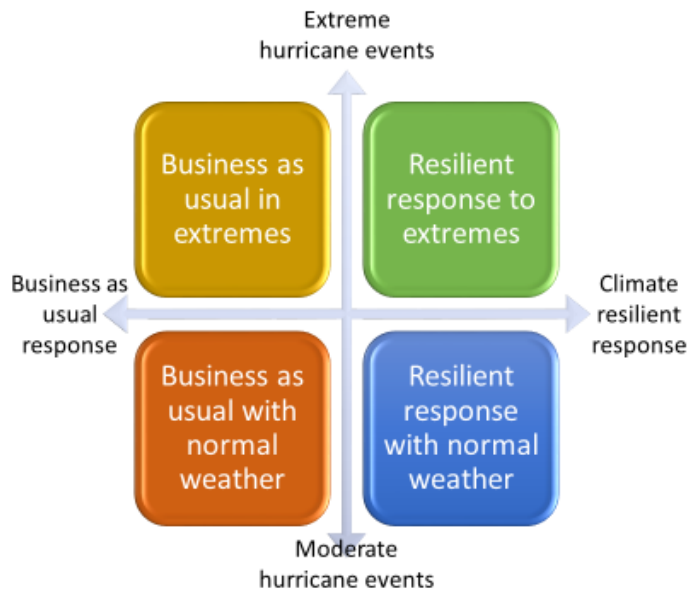 Extreme
hurricane events
Business as
usual in
extremes
Resilient
response to
extremes
Business as
usual
response
Climate
resilient
response
Business as
usual with
normal
weather
Resilient
response
with normal
weather
Moderate
hurricane events